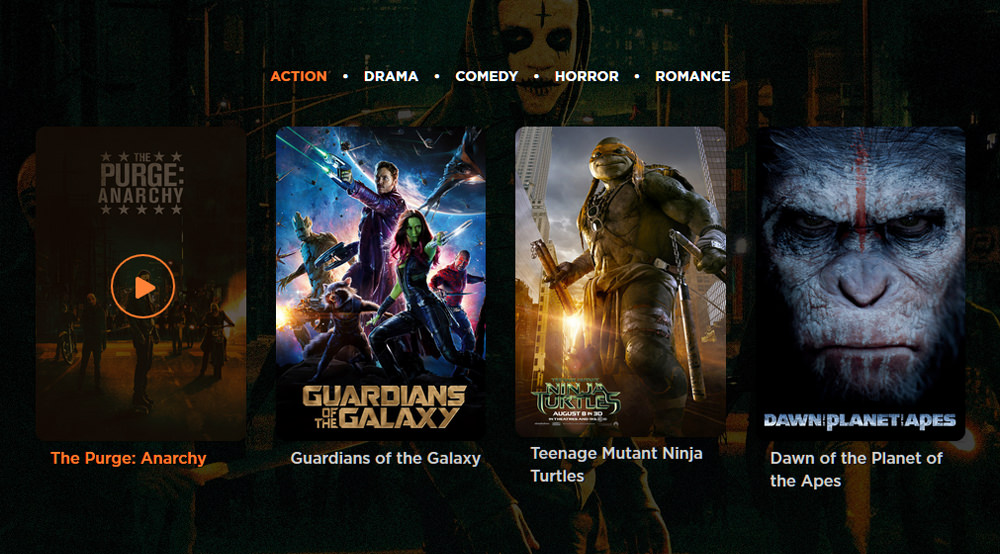 ACTION • DRAMA • COMEDY • HORROR • ROMANCE
★ ★ THE ★ ★
PURGE:
ANARCHY
★ ★ ★ ★ ★
GUARDIANS
OF THE GALAXY
NINJA
TURTLES
AUGUST 8 IN 3D
DAWN OF THE PLANET OF THE APES
The Purge: Anarchy
Guardians of the Galaxy
Teenage Mutant Ninja
Turtles
Dawn of the Planet of
the Apes